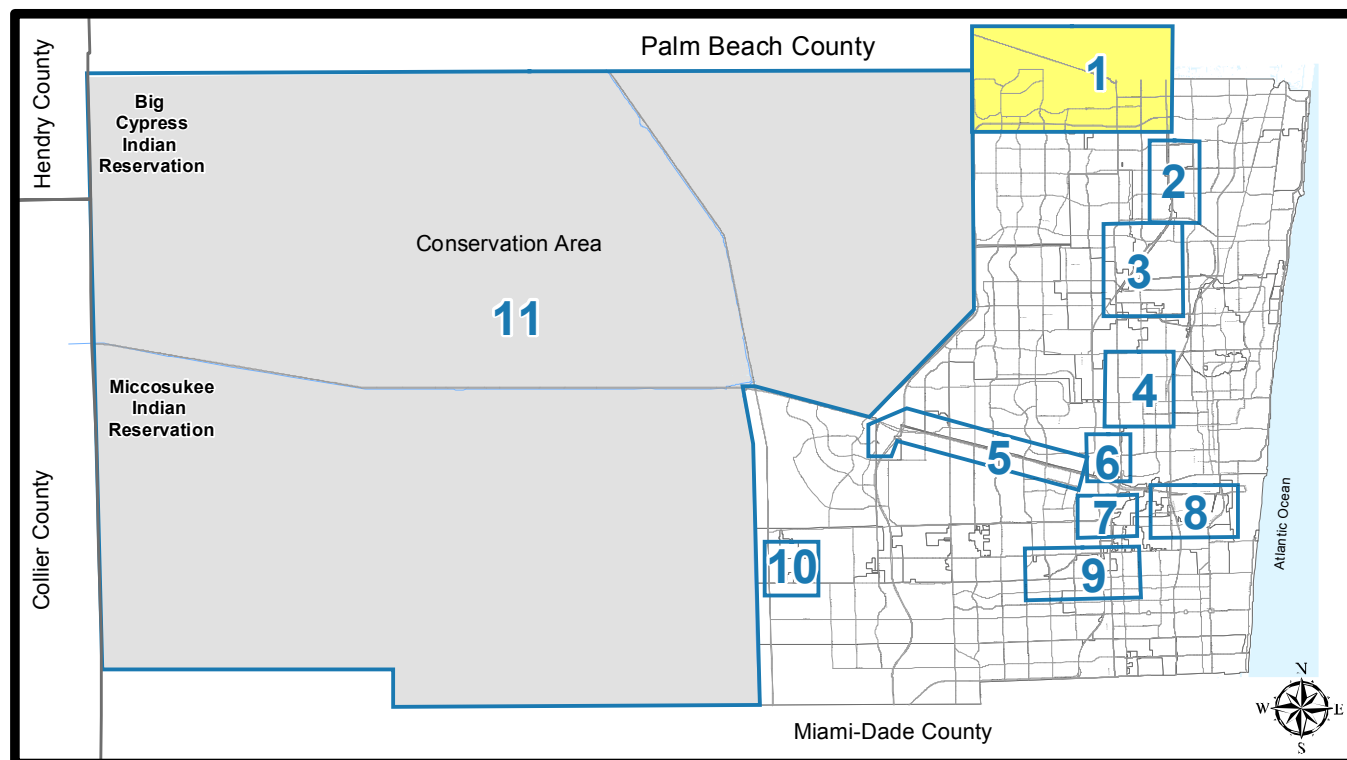 Palm Beach County
Hendry County
1
Big
Cypress
Indian
Reservation
2
Conservation Area
3
11
Miccosukee
Indian
Reservation
4
5
6
7
8
Atlantic Ocean
Collier County
10
9
N
W
E
S
Miami-Dade County